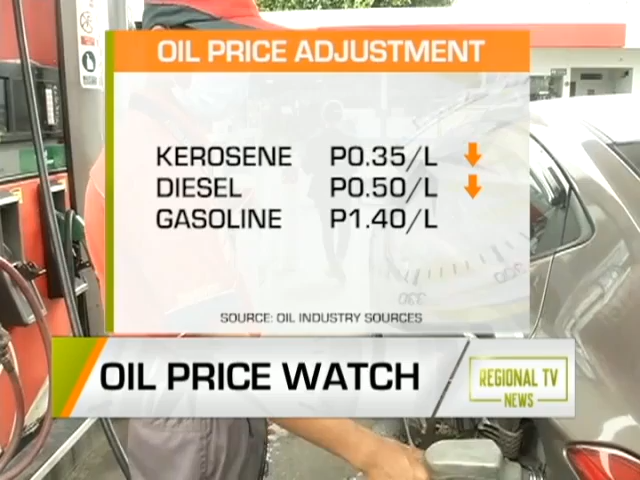 OIL PRICE ADJUSTMENT
KEROSENE P0.35/L
DIESEL P0.50/L
GASOLINE P1.40/L
SOURCE: OIL INDUSTRY SOURCES
OIL PRICE WATCH
REGIONAL TV
NEWS